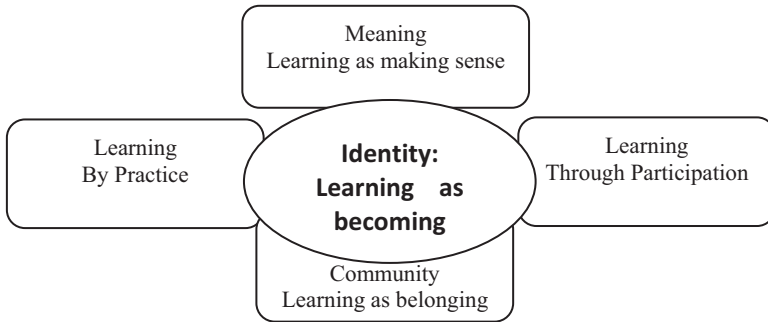 Meaning
Learning as making sense
Learning
By Practice
Identity:
Learning as
becoming
Learning
Through Participation
Community
Learning as belonging